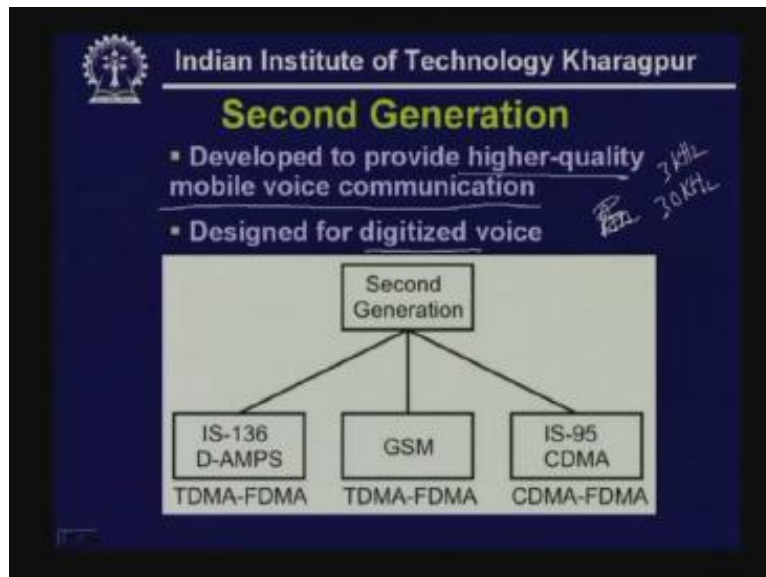 Indian Institute of Technology Kharagpur
Second Generation
▪ Developed to provide higher-quality
mobile voice communication
3 KHz
30 KHz
▪ Designed for digitized voice
Second
Generation
IS-136
D-AMPS
GSM
IS-95
CDMA
TDMA-FDMA
TDMA-FDMA
CDMA-FDMA